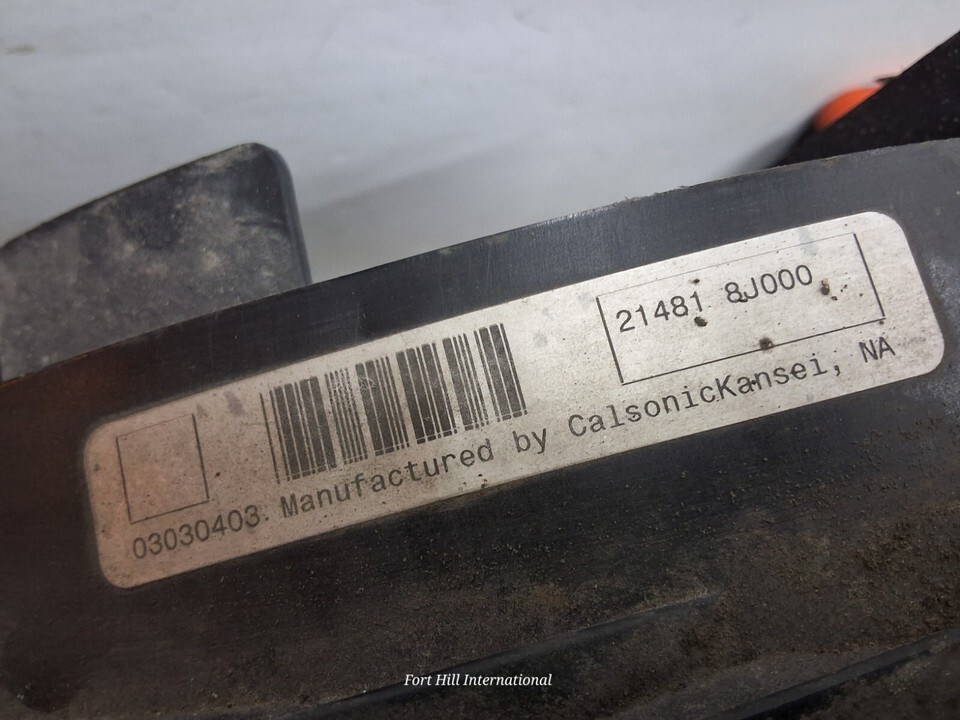 21481 8J000
03030403 Manufactured by CalsonicKansei, NA
Fort Hill International